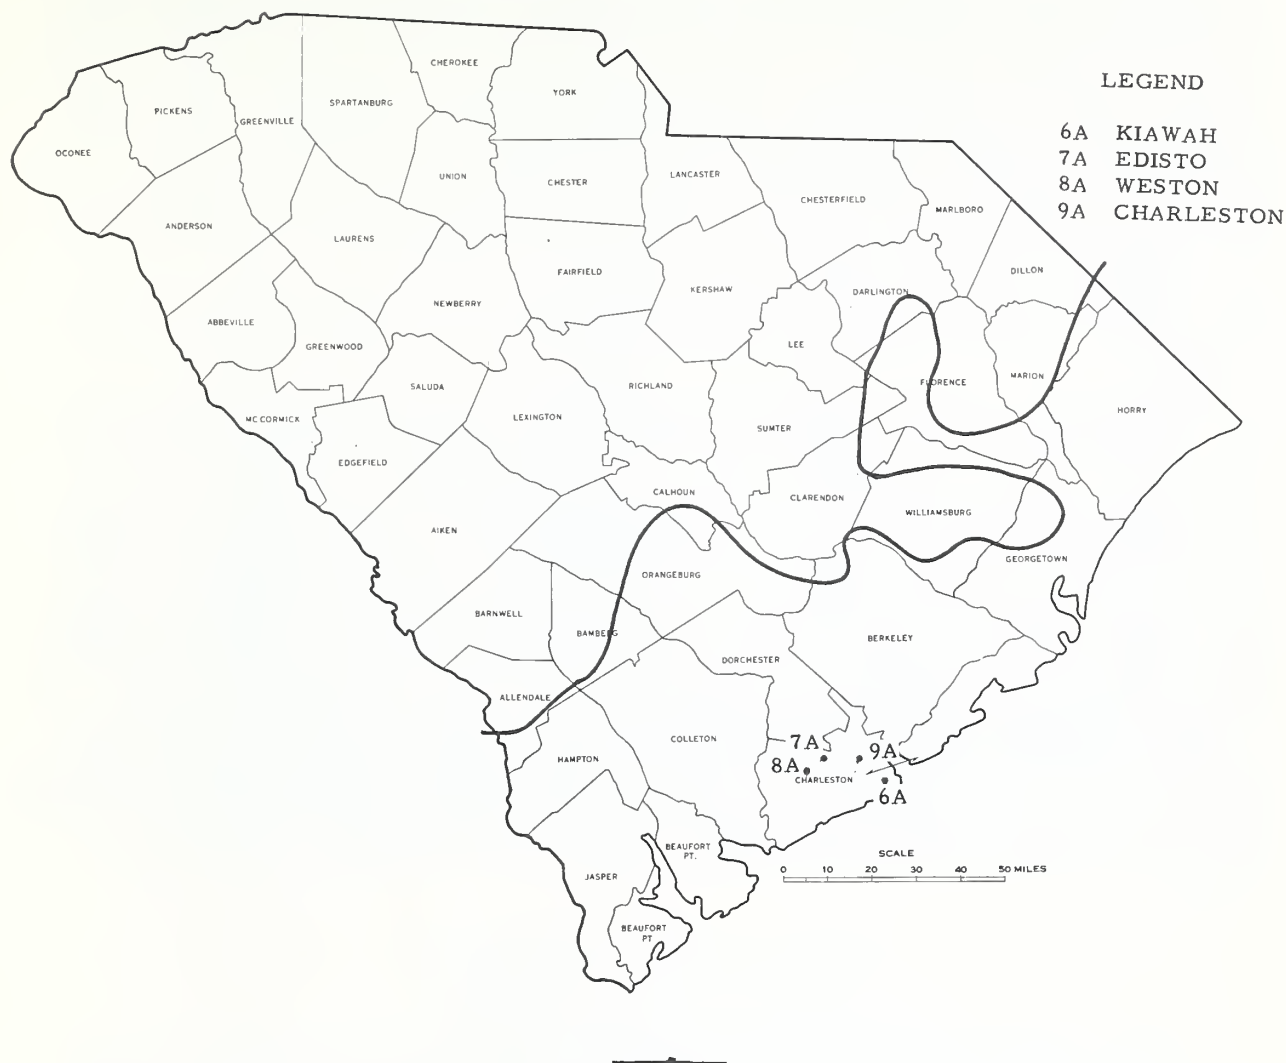 LEGEND
6A KIAWAH
7A EDISTO
8A WESTON
9A CHARLESTON
CHEROKEE
YORK
SPARTANBURG
PICKENS
GREENVILLE
OCONEE
UNION
CHESTER
LANCASTER
CHESTERFIELD
MARLBORO
ANDERSON
LAURENS
FAIRFIELD
KERSHAW
DARLINGTON
DILLON
NEWBERRY
ABBEVILLE
GREENWOOD
LEE
SALUDA
RICHLAND
FLORENCE
MARION
HORRY
MC CORMICK
LEXINGTON
SUMTER
EDGEFIELD
CALHOUN
CLARENDON
WILLIAMSBURG
AIKEN
GEORGETOWN
ORANGEBURG
BARNWELL
BAMBERG
BERKELEY
DORCHESTER
ALLENDALE
COLLETON
HAMPTON
7A
9A
8A
CHARLESTON
6A
BEAUFORT
PT.
SCALE
0 10 20 30 40 50 MILES
JASPER
BEAUFORT
PT